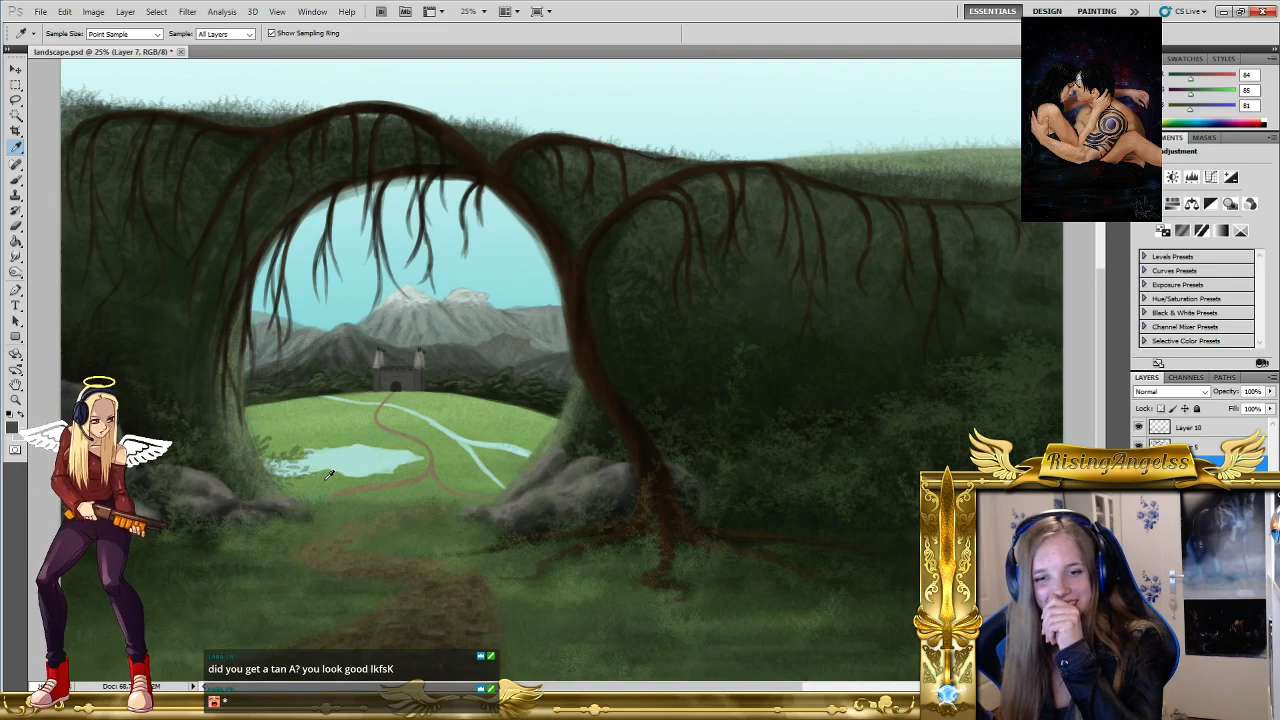 Ps File Edit Image Layer Select Filter Analysis 3D View Window Help Br Mb 25% ESSENTIALS DESIGN PAINTING CS Live
Sample Size: Point Sample Sample: All Layers Show Sampling Ring
landscape.psd @ 25% (Layer 7, RGB/8) *
SWATCHES STYLES
84
85
81
MASKS
Levels Presets
Curves Presets
Exposure Presets
Hue/Saturation Presets
Black & White Presets
Channel Mixer Presets
Selective Color Presets
LAYERS CHANNELS PATHS
Normal Opacity: 100%
Lock: Fill: 100%
Layer 10
RisingAngelss
did you get a tan A? you look good lkfsK
*